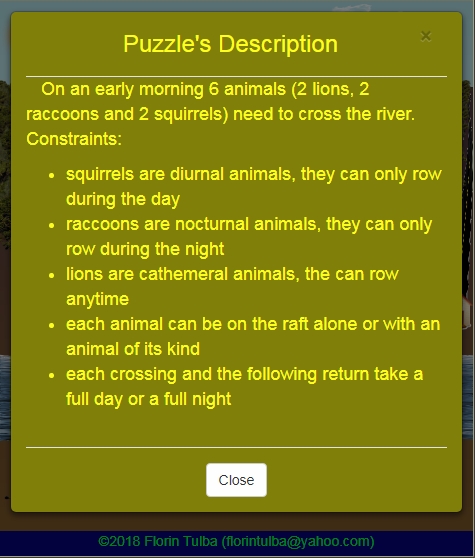 Puzzle's Description
×
On an early morning 6 animals (2 lions, 2
raccoons and 2 squirrels) need to cross the river.
Constraints:
• squirrels are diurnal animals, they can only row
during the day
• raccoons are nocturnal animals, they can only
row during the night
• lions are cathemeral animals, the can row
anytime
• each animal can be on the raft alone or with an
animal of its kind
• each crossing and the following return take a
full day or a full night
Close
©2018 Florin Tulba (florintulba@yahoo.com)